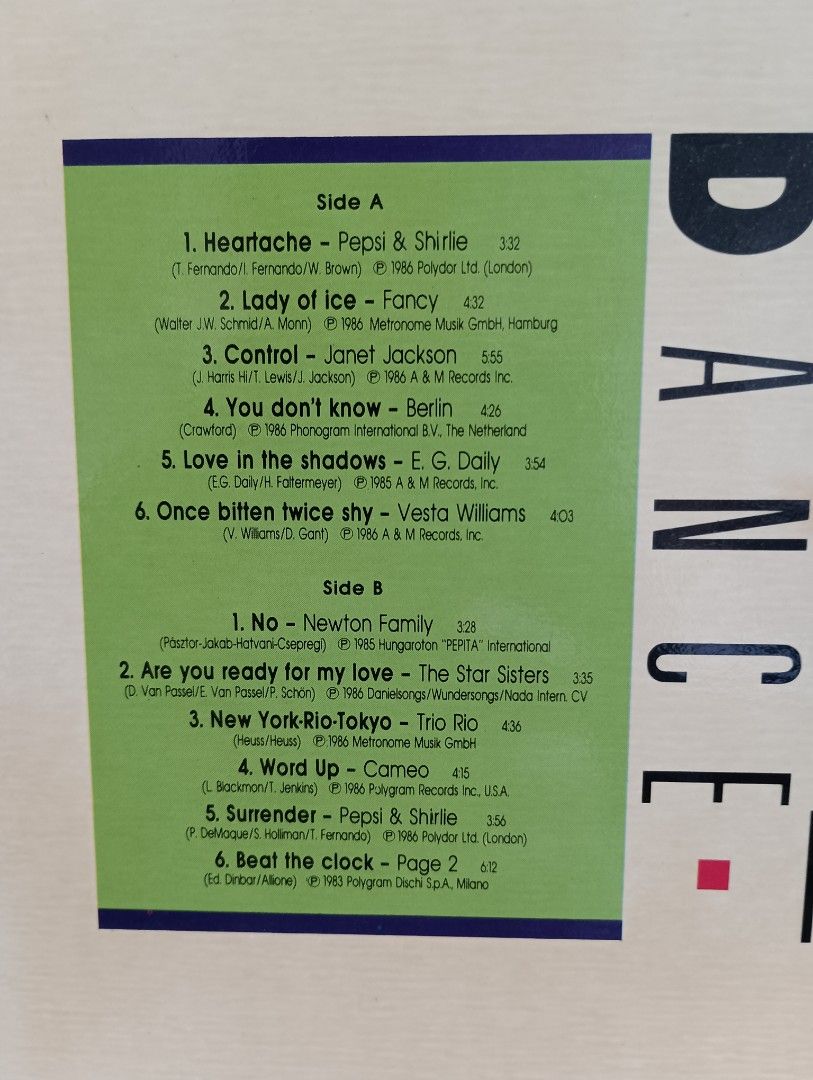 Side A
1. Heartache – Pepsi & Shirlie 3:32
(T. Fernando/I. Fernando/W. Brown) ℗ 1986 Polydor Ltd. (London)
2. Lady of ice – Fancy 4:32
(Walter J.W. Schmid/A. Monn) ℗ 1986 Metronome Musik GmbH, Hamburg
3. Control – Janet Jackson 5:55
(J. Harris Hi/T. Lewis/J. Jackson) ℗ 1986 A & M Records Inc.
4. You don't know – Berlin 4:26
(Crawford) ℗ 1986 Phonogram International B.V., The Netherland
5. Love in the shadows – E. G. Daily 3:54
(E.G. Daily/H. Faltermeyer) ℗ 1985 A & M Records, Inc.
6. Once bitten twice shy – Vesta Williams 4:03
(V. Williams/D. Gant) ℗ 1986 A & M Records, Inc.
Side B
1. No – Newton Family 3:28
(Pásztor-Jakab-Hatvani-Csepregi) ℗ 1985 Hungaroton "PEPITA" International
2. Are you ready for my love – The Star Sisters 3:35
(D. Van Passel/E. Van Passel/P. Schön) ℗ 1986 Danielsongs/Wundersongs/Nada Intern. CV
3. New York-Rio-Tokyo – Trio Rio 4:36
(Heuss/Heuss) ℗ 1986 Metronome Musik GmbH
4. Word Up – Cameo 4:15
(L. Blackmon/T. Jenkins) ℗ 1986 Polygram Records Inc., U.S.A.
5. Surrender – Pepsi & Shirlie 3:56
(P. DeMaque/S. Holliman/T. Fernando) ℗ 1986 Polydor Ltd. (London)
6. Beat the clock – Page 2 6:12
(Ed. Dinbar/Allione) ℗ 1983 Polygram Dischi S.p.A., Milano
DANCE